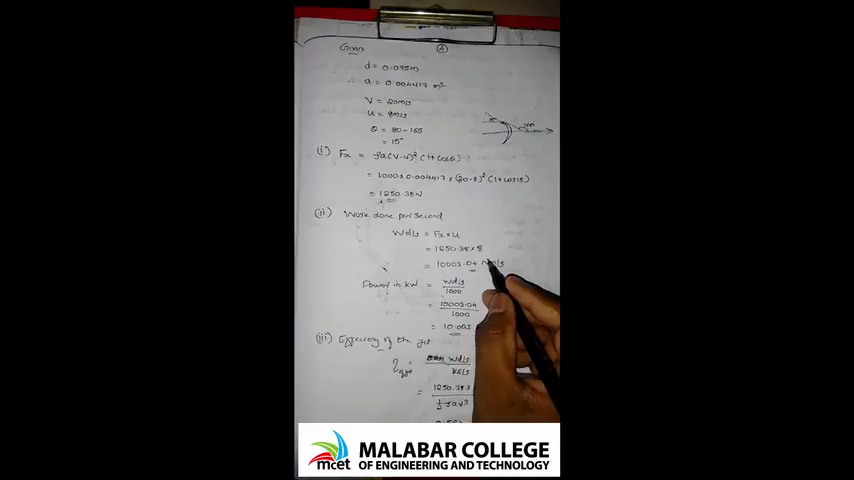 Given
4
d = 0.075m
a = 0.004417 m²
V = 20m/s
u = 8m/s
θ = 180-165
= 15°
(i) Fx = ρa(V-u)² (1+cosθ)
= 1000 x 0.004417 x (20-8)² (1+cos15)
= 1250.38N
(ii) Work done per second
Wd/s = Fx x u
= 1250.38 x 8
= 10003.04
Power in kw = Wd/s
1000
= 10003.04
1000
= 10.003
(iii) Efficiency of the jet
= Wd/s
KE/s
= 1250.38 x
½ ρav³
mcet
MALABAR COLLEGE
OF ENGINEERING AND TECHNOLOGY